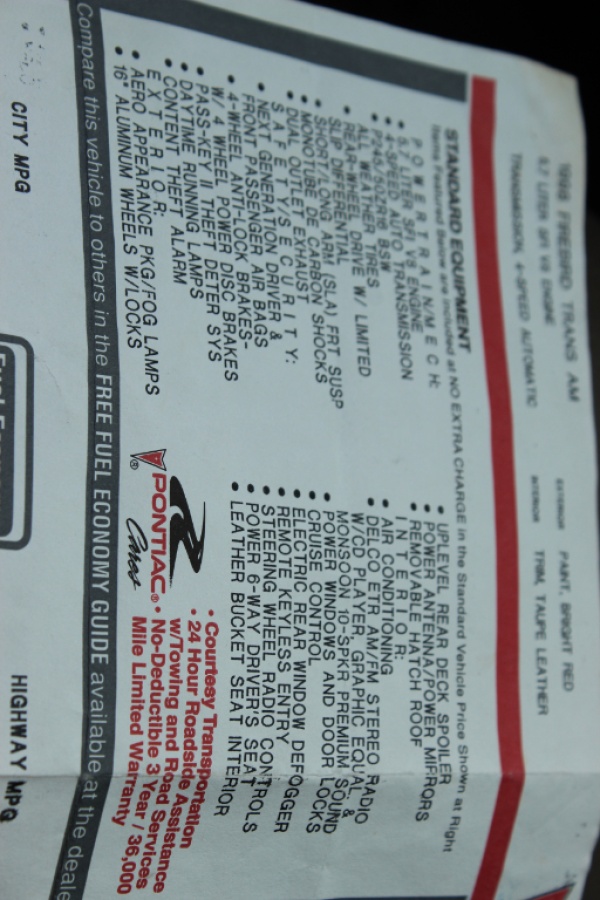 1998 FIREBIRD TRANS AM
5.7 LITER SFI V8 ENGINE
TRANSMISSION, 4-SPEED AUTOMATIC
EXTERIOR PAINT, BRIGHT RED
INTERIOR TRIM, TAUPE LEATHER
STANDARD EQUIPMENT
Items Featured Below are Included at NO EXTRA CHARGE in the Standard Vehicle Price Shown at Right
P O W E R T R A I N / M E C H:
• 5.7 LITER SFI V8 ENGINE
• 4-SPEED AUTO TRANSMISSION
• P245/50ZR16 BSW
ALL WEATHER TIRES
• REAR-WHEEL DRIVE W/ LIMITED
SLIP DIFFERENTIAL
• SHORT/LONG ARM (SLA) FRT SUSP
• MONOTUBE DE CARBON SHOCKS
• DUAL OUTLET EXHAUST
S A F E T Y / S E C U R I T Y:
• NEXT GENERATION DRIVER &
FRONT PASSENGER AIR BAGS
• 4-WHEEL ANTI-LOCK BRAKES-
W/ 4 WHEEL POWER DISC BRAKES
• PASS-KEY II THEFT DETER SYS
• DAYTIME RUNNING LAMPS
• CONTENT THEFT ALARM
E X T E R I O R:
• AERO APPEARANCE PKG/FOG LAMPS
• 16" ALUMINUM WHEELS W/LOCKS
• UPLEVEL REAR DECK SPOILER
• POWER ANTENNA/POWER MIRRORS
• REMOVABLE HATCH ROOF
I N T E R I O R:
• AIR CONDITIONING
• DELCO ETR AM/FM STEREO RADIO
W/CD PLAYER, GRAPHIC EQUAL &
MONSOON 10-SPKR PREMIUM SOUND
• POWER WINDOWS AND DOOR LOCKS
• CRUISE CONTROL
• ELECTRIC REAR WINDOW DEFOGGER
• REMOTE KEYLESS ENTRY
• STEERING WHEEL RADIO CONTROLS
• POWER 6-WAY DRIVER'S SEAT
• LEATHER BUCKET SEAT INTERIOR
PONTIAC® Cares
• Courtesy Transportation
• 24 Hour Roadside Assistance
w/Towing and Road Services
• No-Deductible 3 Year / 36,000
Mile Limited Warranty
Compare this vehicle to others in the FREE FUEL ECONOMY GUIDE available at the deale
CITY MPG
HIGHWAY MPG